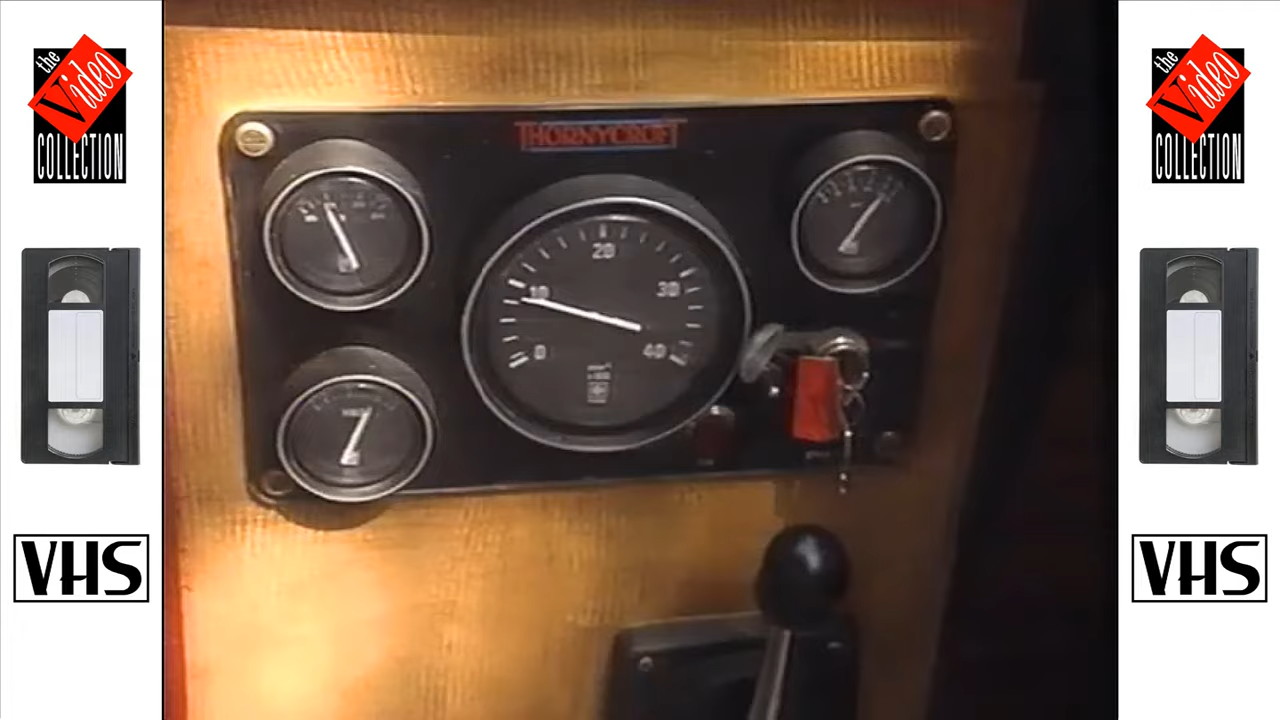 the
Video
COLLECTION
VHS
THORNYCROFT
20
10
30
0
40
the
Video
COLLECTION
VHS